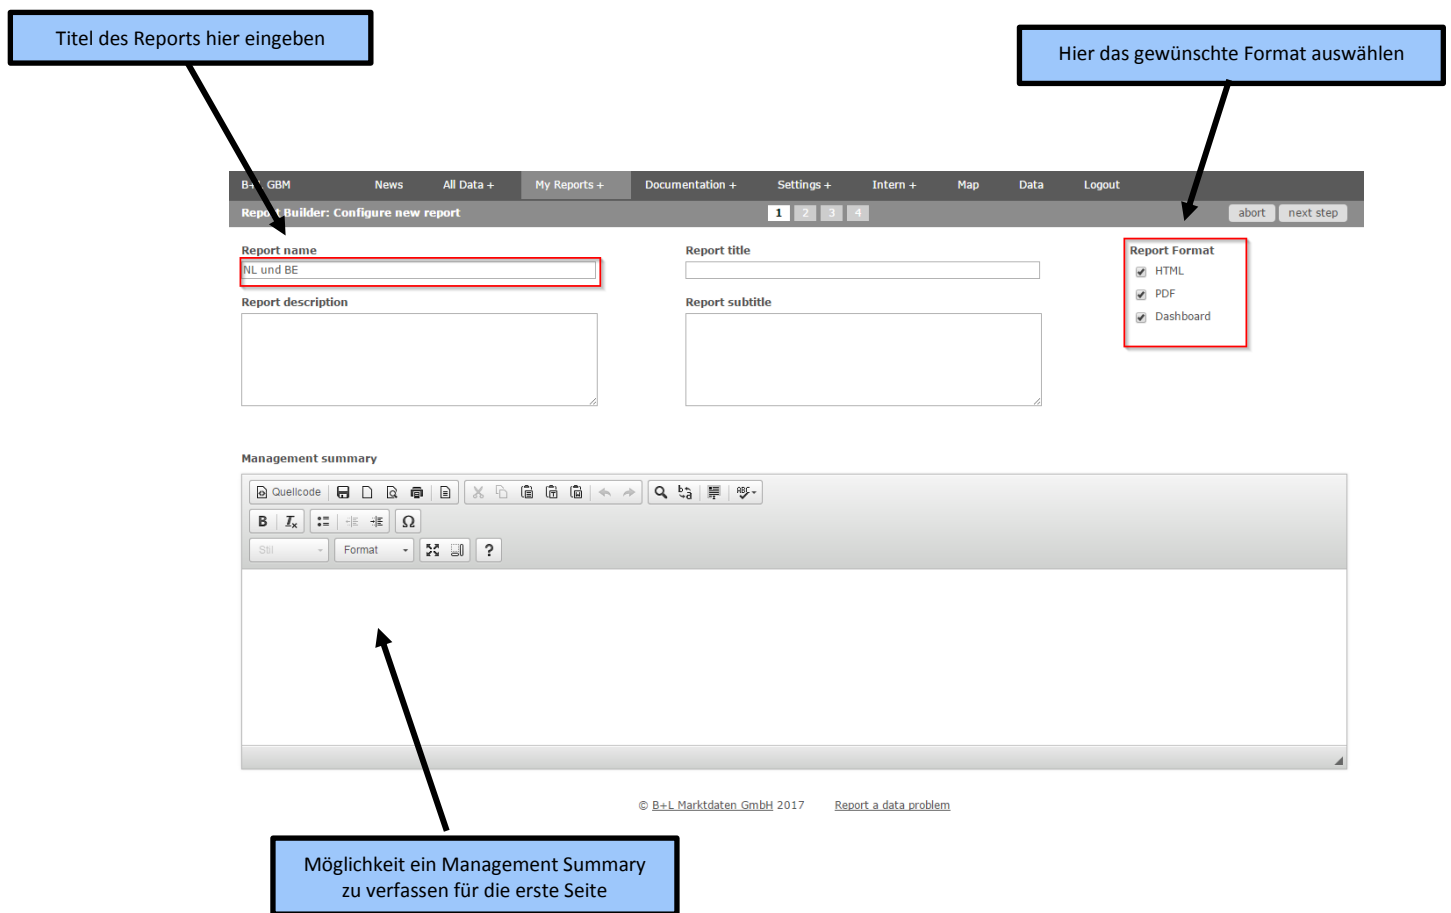 Titel des Reports hier eingeben
Hier das gewünschte Format auswählen
B+L GBM News All Data + My Reports + Documentation + Settings + Intern + Map Data Logout
Report Builder: Configure new report 1 2 3 4 abort next step
Report name Report title Report Format
NL und BE HTML
PDF
Report description Report subtitle
Dashboard
Management summary
Quellcode
Stil Format
© B+L Marktdaten GmbH 2017 Report a data problem
Möglichkeit ein Management Summary
zu verfassen für die erste Seite